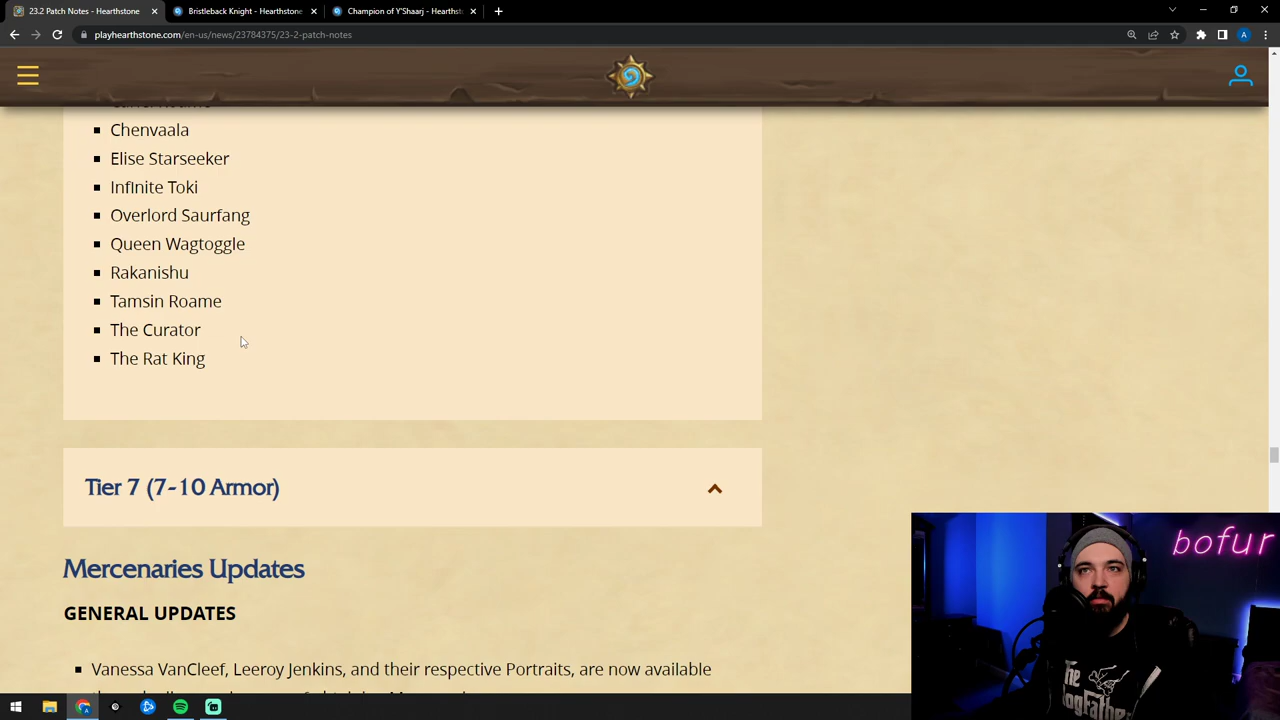 23.2 Patch Notes - Hearthstone
Bristleback Knight - Hearthstone
Champion of Y'Shaarj - Hearthst
playhearthstone.com/en-us/news/23784375/23-2-patch-notes
A
Chenvaala
Elise Starseeker
Infinite Toki
Overlord Saurfang
Queen Wagtoggle
Rakanishu
Tamsin Roame
The Curator
The Rat King
Tier 7 (7-10 Armor)
Mercenaries Updates
GENERAL UPDATES
Vanessa VanCleef, Leeroy Jenkins, and their respective Portraits, are now available
bofur
The
DogFather